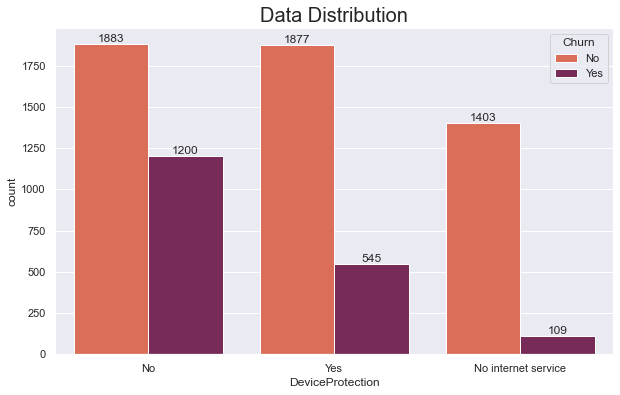 Data Distribution
1883
1877
1403
1200
545
109
Churn
No
Yes
1750
1500
1250
1000
750
500
250
0
count
No
Yes
No internet service
DeviceProtection